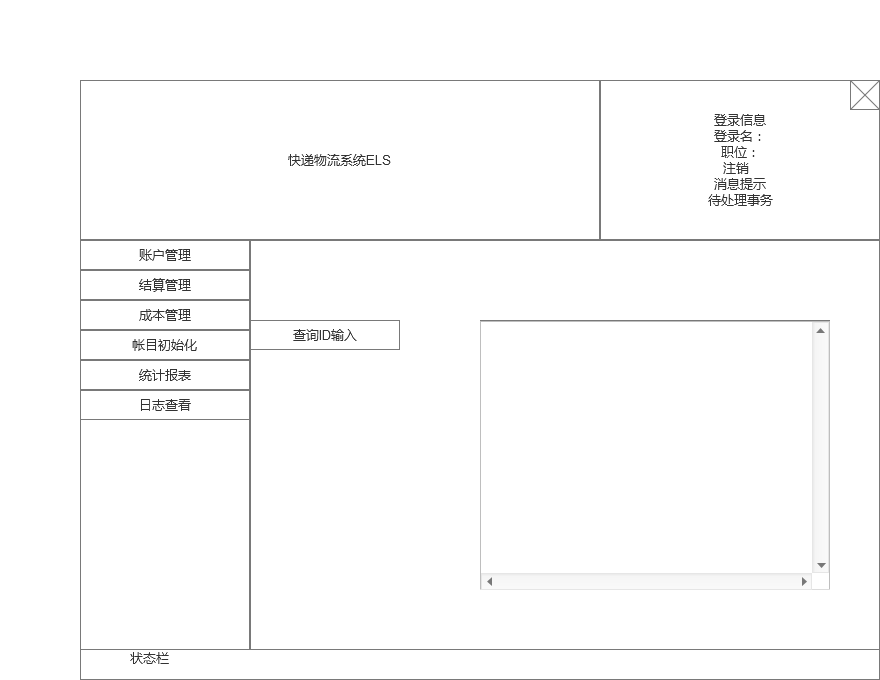 快递物流系统ELS
登录信息
登录名：
职位：
注销
消息提示
待处理事务
账户管理
结算管理
成本管理
帐目初始化
统计报表
日志查看
查询ID输入
状态栏